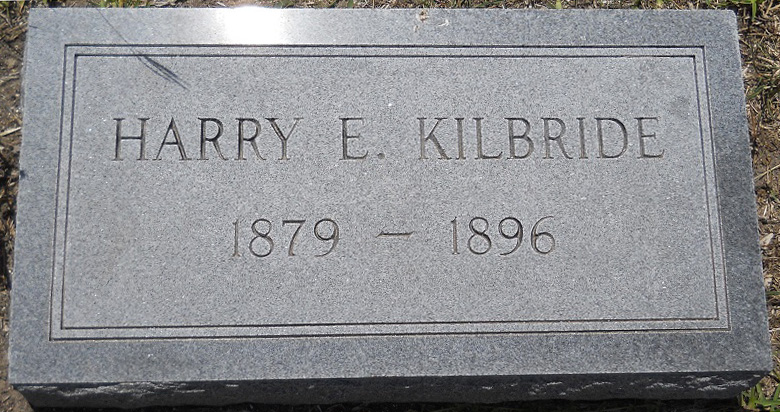 HARRY E. KILBRIDE
1879 – 1896